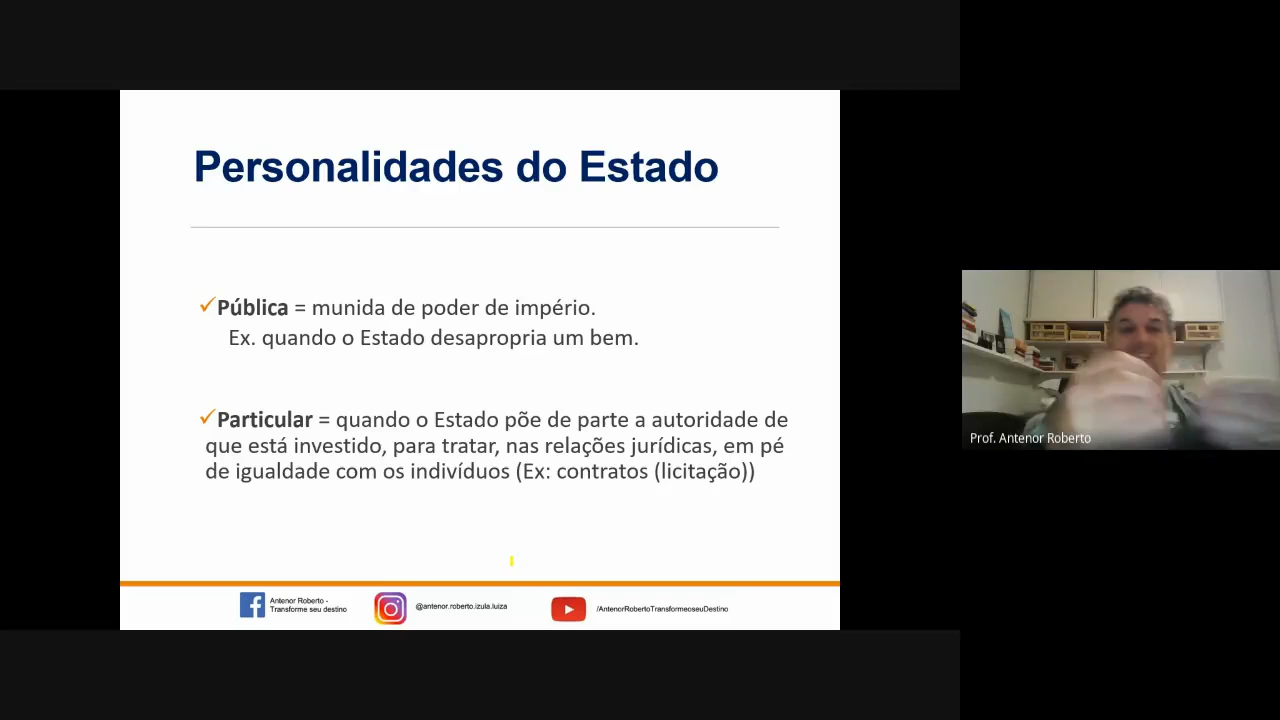 Personalidades do Estado
Pública = munida de poder de império.
Ex. quando o Estado desapropria um bem.
Particular = quando o Estado põe de parte a autoridade de
que está investido, para tratar, nas relações jurídicas, em pé
de igualdade com os indivíduos (Ex: contratos (licitação))
Antenor Roberto -
Transforme seu destino
@antenor.roberto.izula.luiza
/AntenorRobertoTransformeoseuDestino
Prof. Antenor Roberto